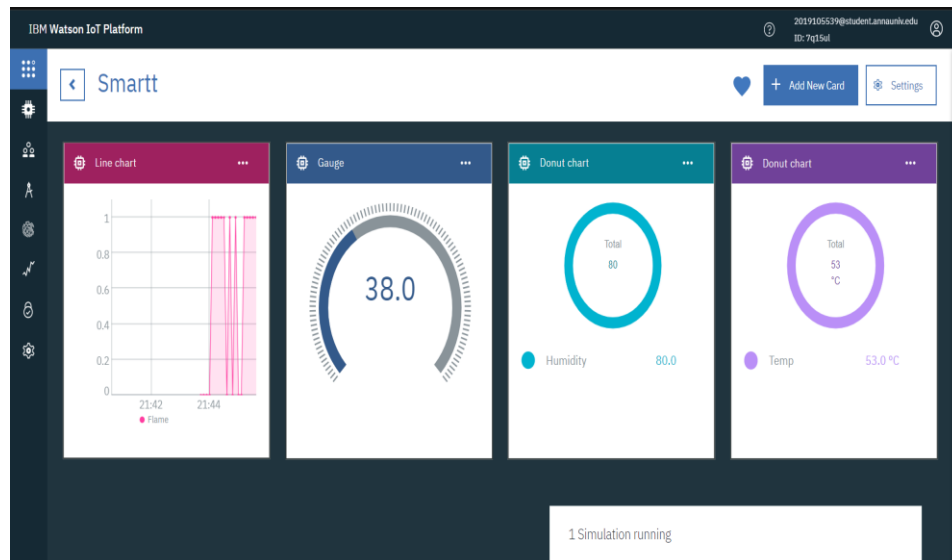 IBM Watson IoT Platform
2019105539@student.annauniv.edu
ID: 7q15ul
Smartt
Add New Card
Settings
Line chart
1
0.8
0.6
0.4
0.2
0
21:42 21:44
Flame
Gauge
38.0
Donut chart
Total
80
Humidity 80.0
Donut chart
Total
53
°C
Temp 53.0 °C
1 Simulation running